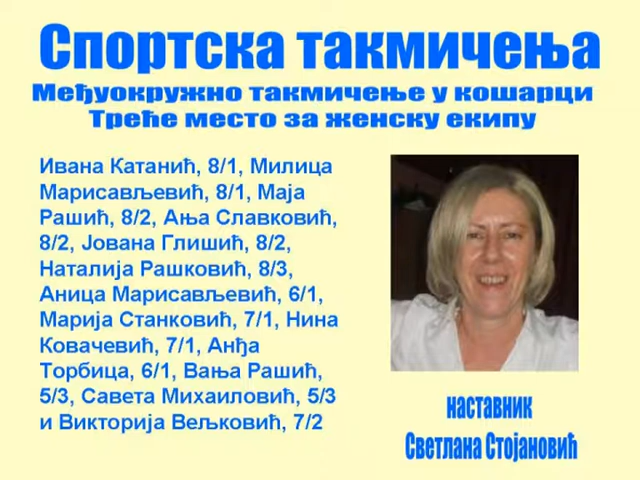 Спортска такмичења
Међуокружно такмичење у кошарци
Треће место за женску екипу
Ивана Катанић, 8/1, Милица
Марисављевић, 8/1, Маја
Рашић, 8/2, Ања Славковић,
8/2, Јована Глишић, 8/2,
Наталија Рашковић, 8/3,
Аница Марисављевић, 6/1,
Марија Станковић, 7/1, Нина
Ковачевић, 7/1, Анђа
Торбица, 6/1, Вања Рашић,
5/3, Савета Михаиловић, 5/3
и Викторија Вељковић, 7/2
наставник
Светлана Стојановић